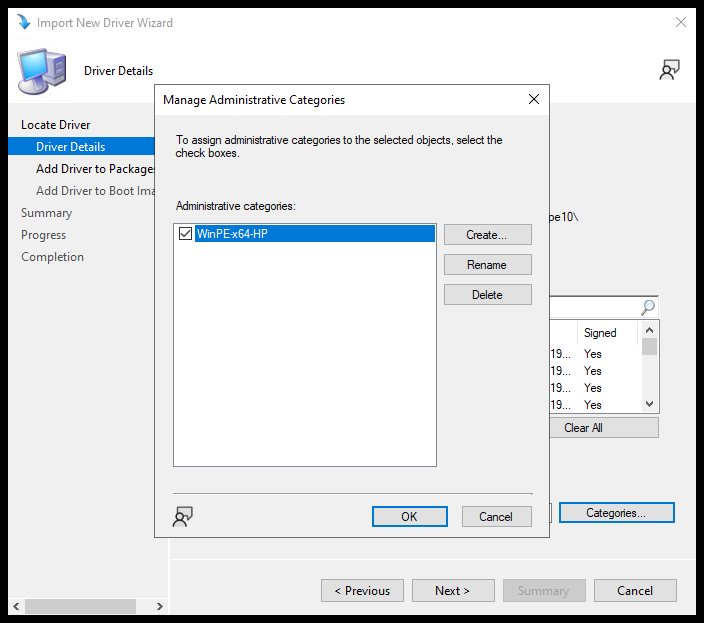 Import New Driver Wizard
Driver Details
Locate Driver
Driver Details
Add Driver to Packages
Add Driver to Boot Ima
Summary
Progress
Completion
Manage Administrative Categories
To assign administrative categories to the selected objects, select the
check boxes.
Administrative categories:
WinPE-x64-HP
Create...
Rename
Delete
OK
Cancel
pe10\
Signed
19... Yes
19... Yes
19... Yes
19... Yes
Clear All
Categories...
< Previous
Next >
Summary
Cancel